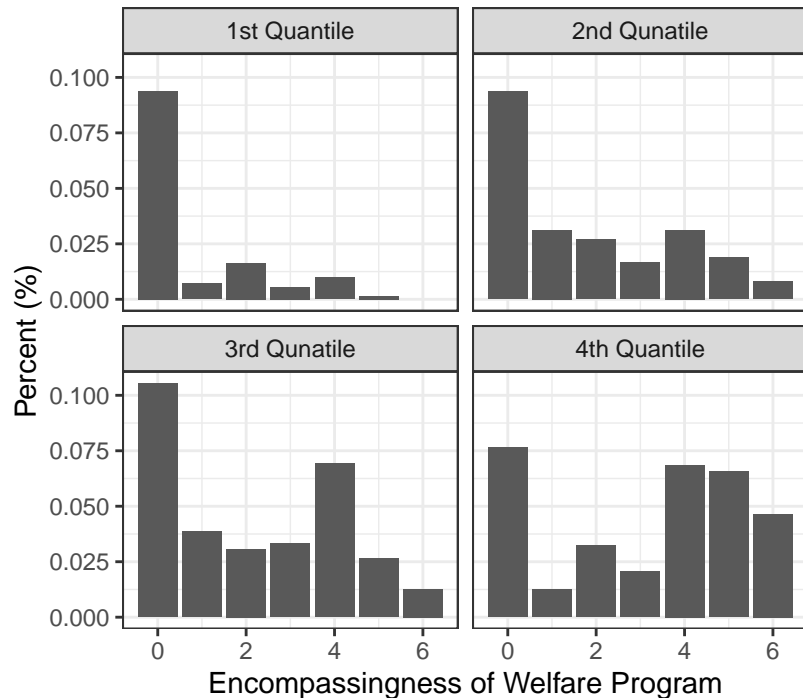 1st Quantile
2nd Qunatile
0.100
0.075
0.050
0.025
0.000
3rd Qunatile
4th Quantile
0.100
0.075
0.050
0.025
0.000
0 2 4 6
0 2 4 6
Percent (%)
Encompassingness of Welfare Program